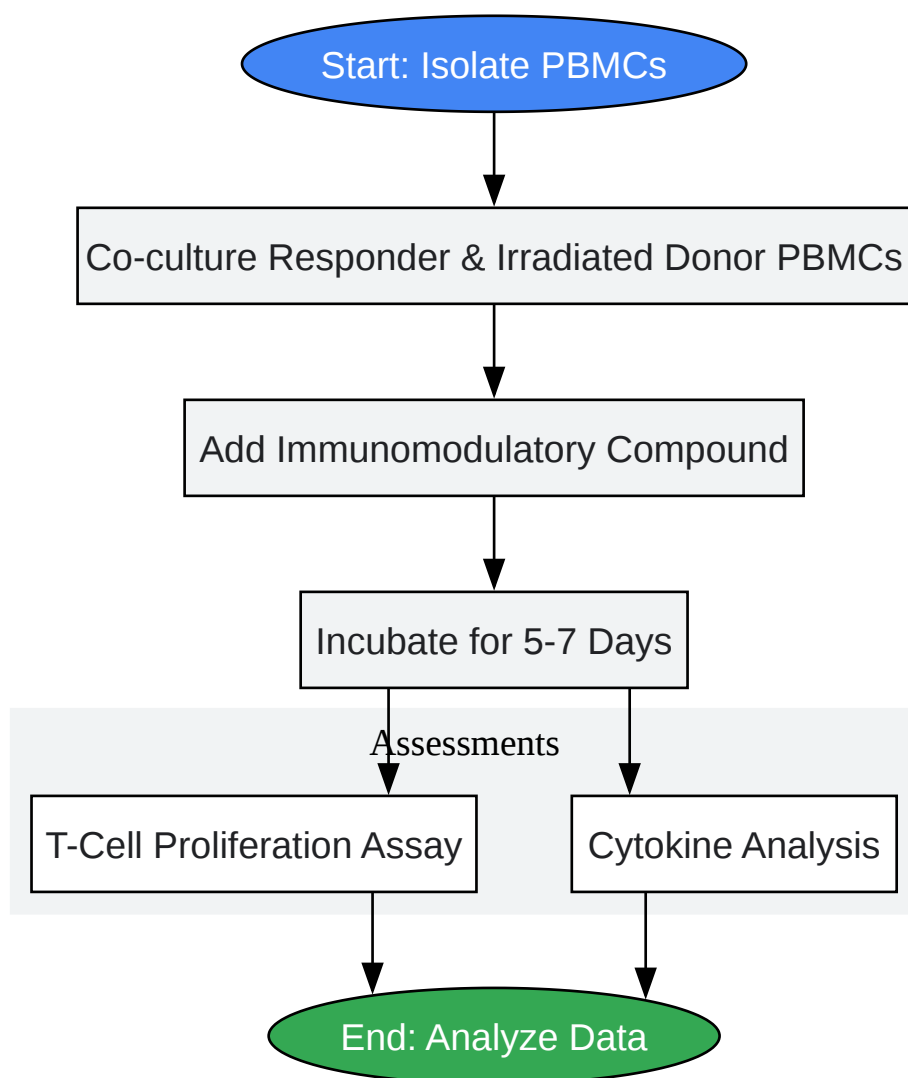 Start: Isolate PBMCs
Co-culture Responder & Irradiated Donor PBMCs
Add Immunomodulatory Compound
Incubate for 5-7 Days
Assessments
T-Cell Proliferation Assay
Cytokine Analysis
End: Analyze Data